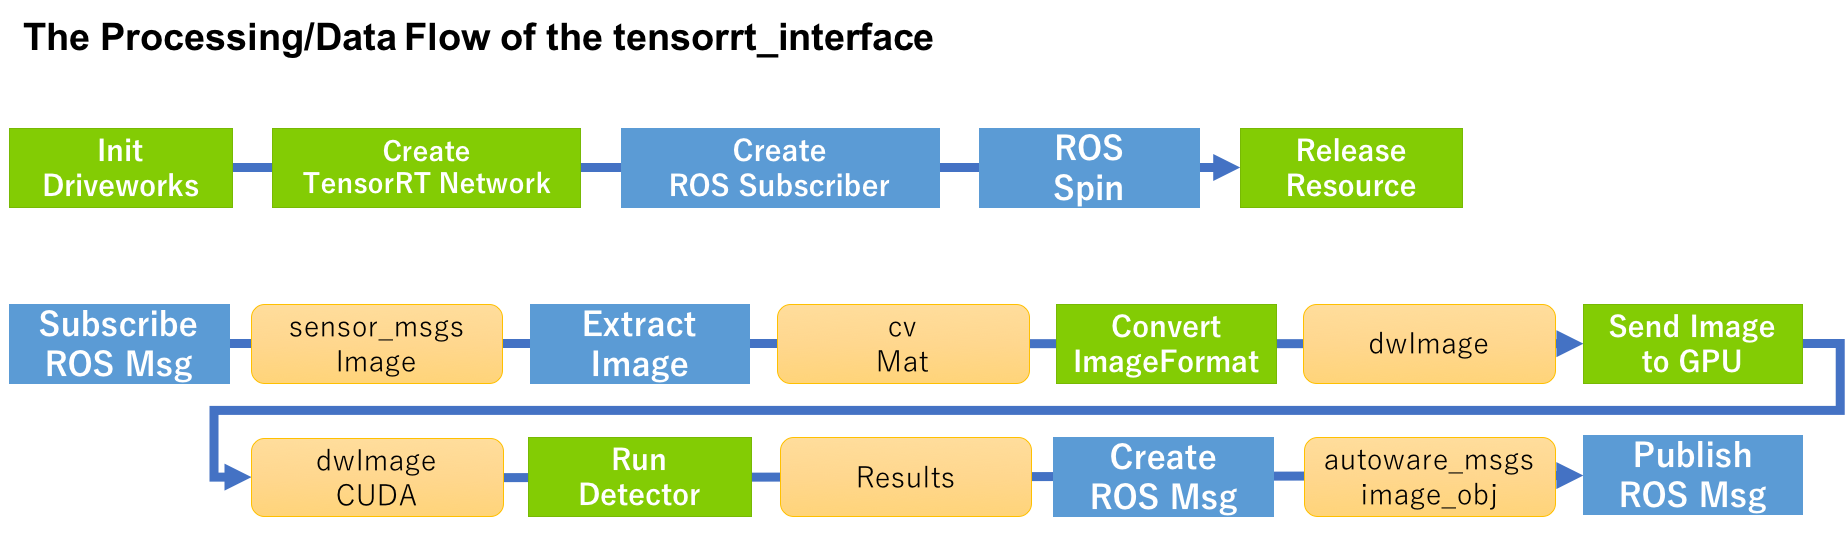 The Processing/Data Flow of the tensorrt_interface
Init
Driveworks
Create
TensorRT Network
Create
ROS Subscriber
ROS
Spin
Release
Resource
Subscribe
ROS Msg
sensor_msgs
Image
Extract
Image
cv
Mat
Convert
ImageFormat
dwImage
Send Image
to GPU
dwImage
CUDA
Run
Detector
Results
Create
ROS Msg
autoware_msgs
image_obj
Publish
ROS Msg